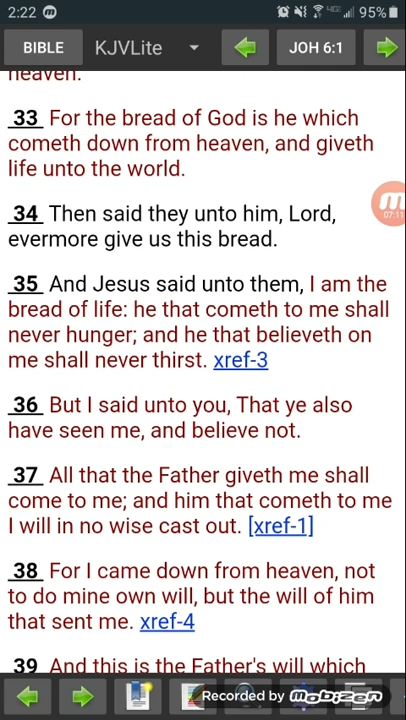 2:22 95%
BIBLE KJVLite JOH 6:1
heaven.
33 For the bread of God is he which
cometh down from heaven, and giveth
life unto the world.
34 Then said they unto him, Lord,
evermore give us this bread.
07:11
35 And Jesus said unto them, I am the
bread of life: he that cometh to me shall
never hunger; and he that believeth on
me shall never thirst. xref-3
36 But I said unto you, That ye also
have seen me, and believe not.
37 All that the Father giveth me shall
come to me; and him that cometh to me
I will in no wise cast out. [xref-1]
38 For I came down from heaven, not
to do mine own will, but the will of him
that sent me. xref-4
39 And this is the Father's will which
Recorded by mobizen